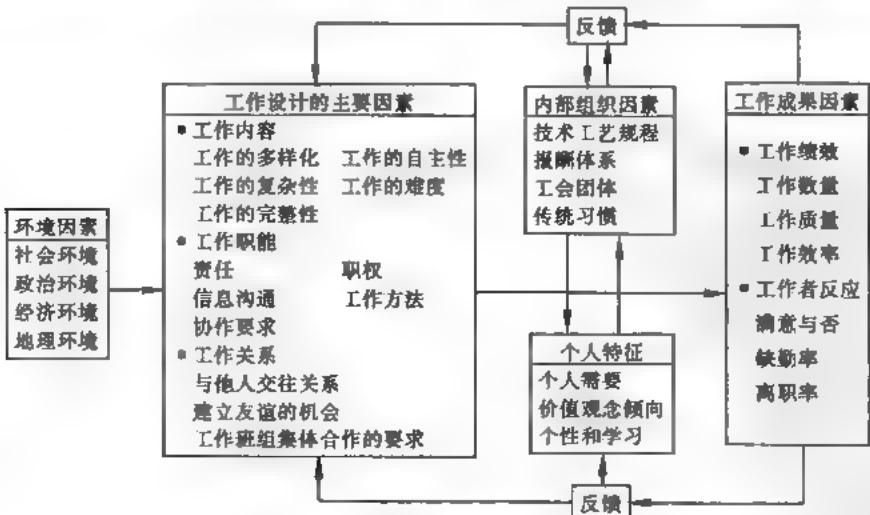 反馈
工作设计的主要因素
● 工作内容
工作的多样化 工作的自主性
工作的复杂性 工作的难度
工作的完整性
● 工作职能
责任 职权
信息沟通 工作方法
协作要求
● 工作关系
与他人交往关系
建立友谊的机会
工作班组集体合作的要求
内部组织因素
技术工艺规程
报酬体系
工会团体
传统习惯
工作成果因素
● 工作绩效
工作数量
工作质量
工作效率
● 工作者反应
满意与否
缺勤率
离职率
环境因素
社会环境
政治环境
经济环境
地理环境
个人特征
个人需要
价值观念倾向
个性和学习
反馈